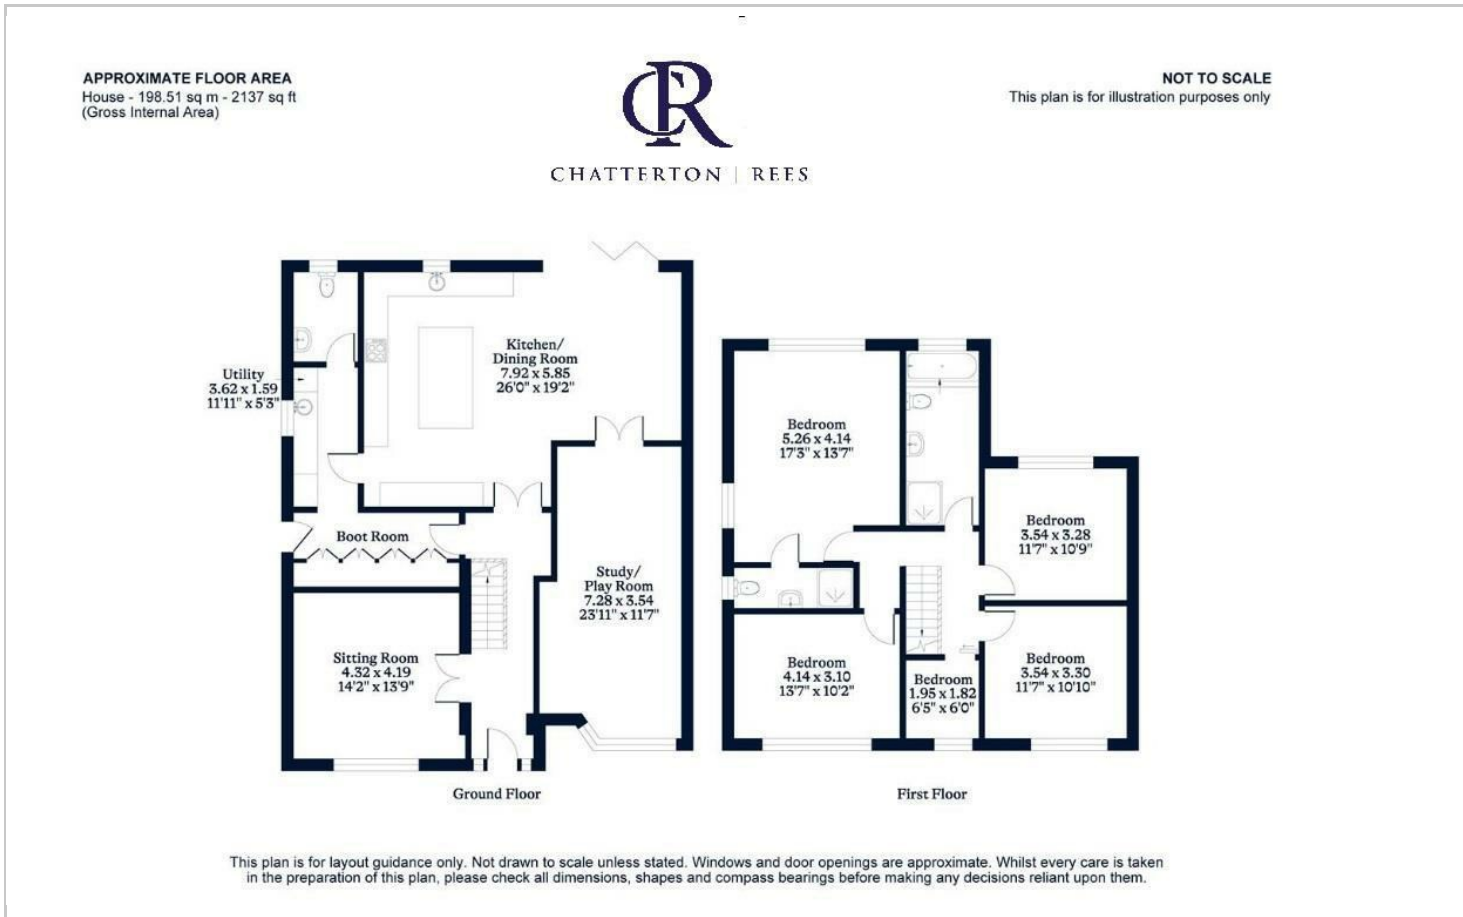 APPROXIMATE FLOOR AREA
House - 198.51 sq m - 2137 sq ft
(Gross Internal Area)
CR
CHATTERTON | REES
NOT TO SCALE
This plan is for illustration purposes only
Utility
3.62 x 1.59
11'11" x 5'3"
Kitchen/
Dining Room
7.92 x 5.85
26'0" x 19'2"
Boot Room
Study/
Play Room
7.28 x 3.54
23'11" x 11'7"
Sitting Room
4.32 x 4.19
14'2" x 13'9"
Ground Floor
Bedroom
5.26 x 4.14
17'3" x 13'7"
Bedroom
3.54 x 3.28
11'7" x 10'9"
Bedroom
4.14 x 3.10
13'7" x 10'2"
Bedroom
1.95 x 1.82
6'5" x 6'0"
Bedroom
3.54 x 3.30
11'7" x 10'10"
First Floor
This plan is for layout guidance only. Not drawn to scale unless stated. Windows and door openings are approximate. Whilst every care is taken
in the preparation of this plan, please check all dimensions, shapes and compass bearings before making any decisions reliant upon them.